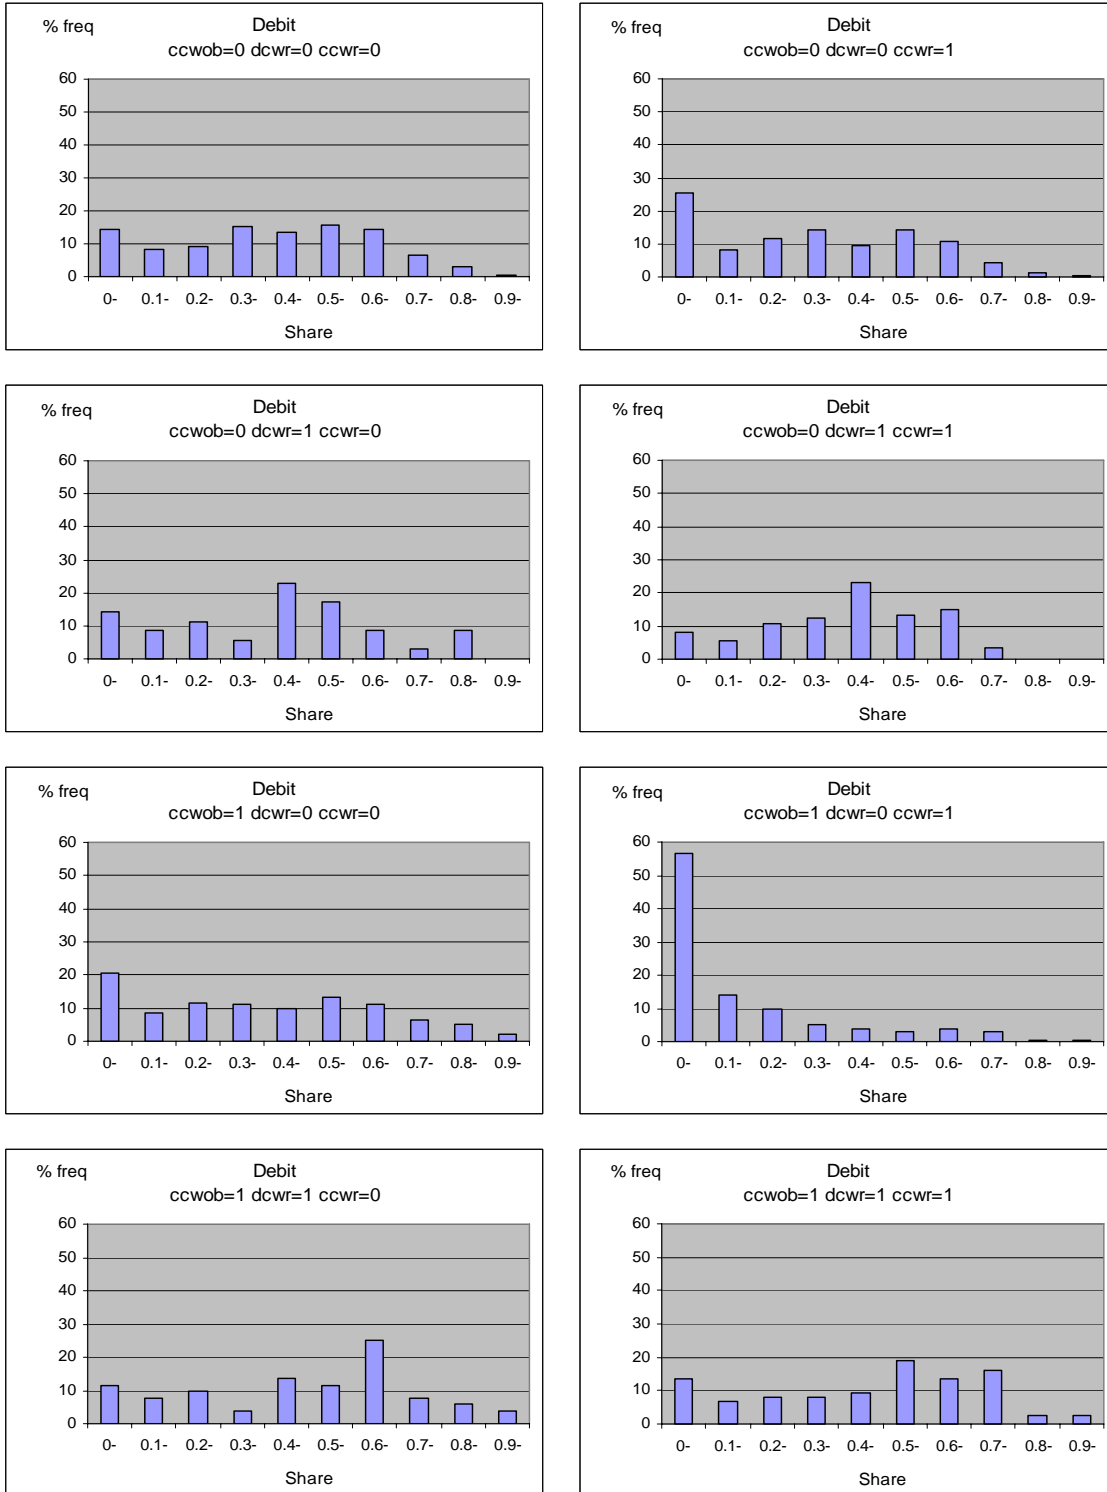 % freq
Debit
ccwob=0 dcwr=0 ccwr=0
60
50
40
30
20
10
0
0- 0.1- 0.2- 0.3- 0.4- 0.5- 0.6- 0.7- 0.8- 0.9-
Share
% freq
Debit
ccwob=0 dcwr=0 ccwr=1
60
50
40
30
20
10
0
0- 0.1- 0.2- 0.3- 0.4- 0.5- 0.6- 0.7- 0.8- 0.9-
Share
% freq
Debit
ccwob=0 dcwr=1 ccwr=0
60
50
40
30
20
10
0
0- 0.1- 0.2- 0.3- 0.4- 0.5- 0.6- 0.7- 0.8- 0.9-
Share
% freq
Debit
ccwob=0 dcwr=1 ccwr=1
60
50
40
30
20
10
0
0- 0.1- 0.2- 0.3- 0.4- 0.5- 0.6- 0.7- 0.8- 0.9-
Share
% freq
Debit
ccwob=1 dcwr=0 ccwr=0
60
50
40
30
20
10
0
0- 0.1- 0.2- 0.3- 0.4- 0.5- 0.6- 0.7- 0.8- 0.9-
Share
% freq
Debit
ccwob=1 dcwr=0 ccwr=1
60
50
40
30
20
10
0
0- 0.1- 0.2- 0.3- 0.4- 0.5- 0.6- 0.7- 0.8- 0.9-
Share
% freq
Debit
ccwob=1 dcwr=1 ccwr=0
60
50
40
30
20
10
0
0- 0.1- 0.2- 0.3- 0.4- 0.5- 0.6- 0.7- 0.8- 0.9-
Share
% freq
Debit
ccwob=1 dcwr=1 ccwr=1
60
50
40
30
20
10
0
0- 0.1- 0.2- 0.3- 0.4- 0.5- 0.6- 0.7- 0.8- 0.9-
Share